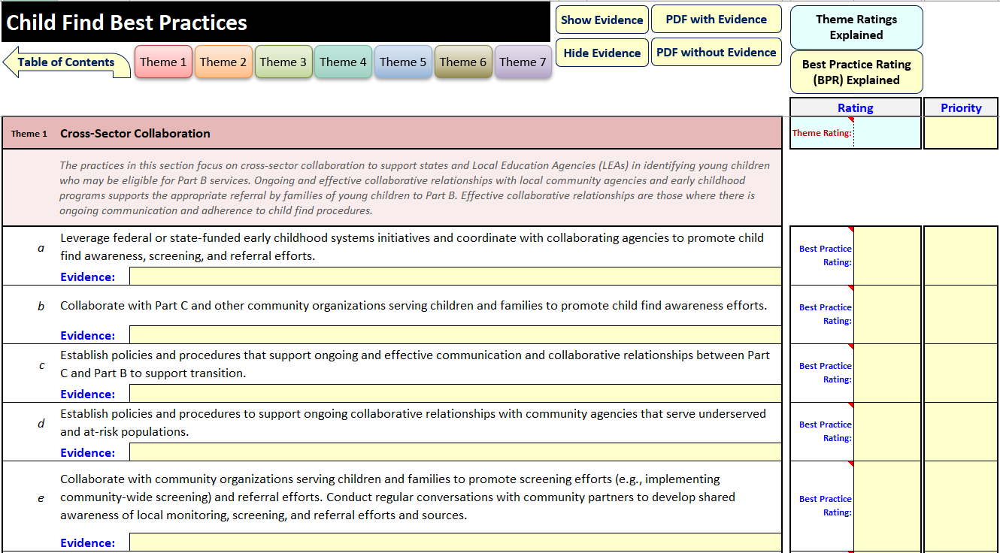 Child Find Best Practices
Show Evidence
PDF with Evidence
Theme Ratings
Explained
Table of Contents
Theme 1
Theme 2
Theme 3
Theme 4
Theme 5
Theme 6
Theme 7
Hide Evidence
PDF without Evidence
Best Practice Rating
(BPR) Explained
Rating
Priority
Theme 1
Cross-Sector Collaboration
Theme Rating:
The practices in this section focus on cross-sector collaboration to support states and Local Education Agencies (LEAs) in identifying young children
who may be eligible for Part B services. Ongoing and effective collaborative relationships with local community agencies and early childhood
programs supports the appropriate referral by families of young children to Part B. Effective collaborative relationships are those where there is
ongoing communication and adherence to child find procedures.
a
Leverage federal or state-funded early childhood systems initiatives and coordinate with collaborating agencies to promote child
find awareness, screening, and referral efforts.
Evidence:
Best Practice
Rating:
b
Collaborate with Part C and other community organizations serving children and families to promote child find awareness efforts.
Evidence:
Best Practice
Rating:
c
Establish policies and procedures that support ongoing and effective communication and collaborative relationships between Part
C and Part B to support transition.
Evidence:
Best Practice
Rating:
d
Establish policies and procedures to support ongoing collaborative relationships with community agencies that serve underserved
and at-risk populations.
Evidence:
Best Practice
Rating:
e
Collaborate with community organizations serving children and families to promote screening efforts (e.g., implementing
community-wide screening) and referral efforts. Conduct regular conversations with community partners to develop shared
awareness of local monitoring, screening, and referral efforts and sources.
Evidence:
Best Practice
Rating: